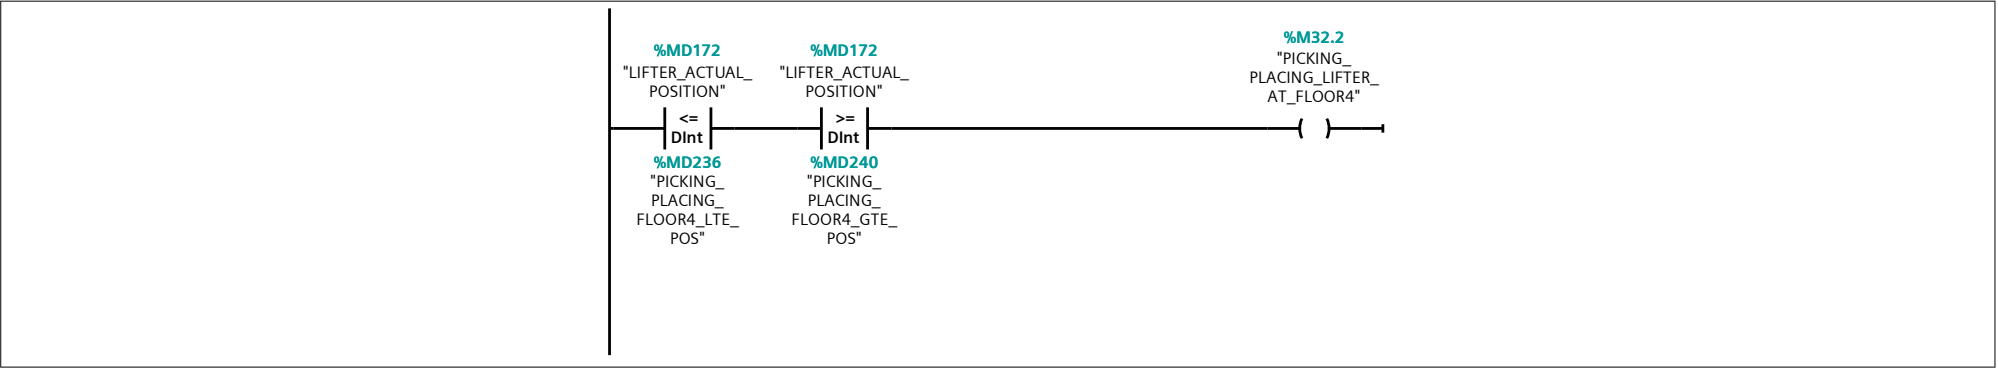 %MD172
"LIFTER_ACTUAL_
POSITION"
<=
DInt
%MD236
"PICKING_
PLACING_
FLOOR4_LTE_
POS"
%MD172
"LIFTER_ACTUAL_
POSITION"
>=
DInt
%MD240
"PICKING_
PLACING_
FLOOR4_GTE_
POS"
%M32.2
"PICKING_
PLACING_LIFTER_
AT_FLOOR4"